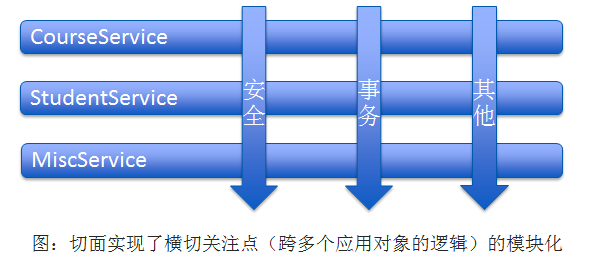 CourseService
StudentService
MiscService
安全
事务
其他
图：切面实现了横切关注点（跨多个应用对象的逻辑）的模块化